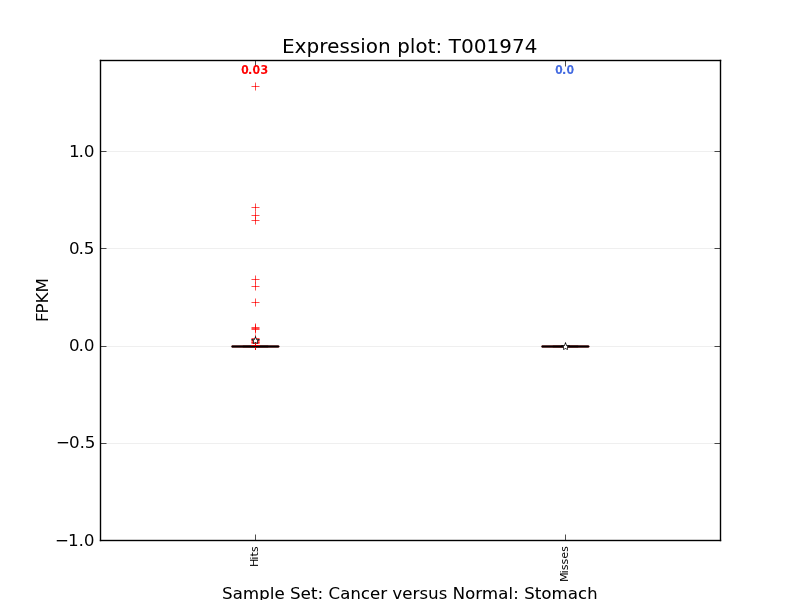 Expression plot: T001974
0.03
0.0
1.0
0.5
0.0
−0.5
−1.0
FPKM
Hits
Misses
Sample Set: Cancer versus Normal: Stomach